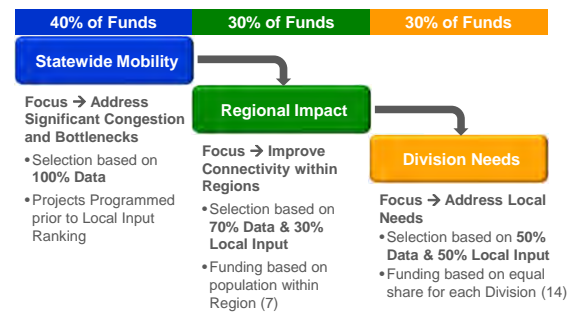 40% of Funds
30% of Funds
30% of Funds
Statewide Mobility
Focus → Address
Significant Congestion
and Bottlenecks
•Selection based on
100% Data
•Projects Programmed
prior to Local Input
Ranking
Regional Impact
Focus → Improve
Connectivity within
Regions
•Selection based on
70% Data & 30%
Local Input
•Funding based on
population within
Region (7)
Division Needs
Focus → Address Local
Needs
•Selection based on 50%
Data & 50% Local Input
•Funding based on equal
share for each Division (14)